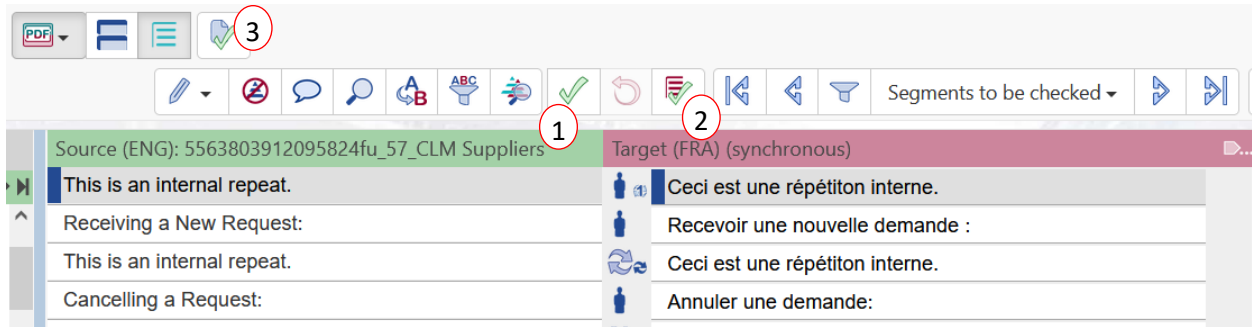 PDF
3
A B
ABC
Segments to be checked
1
2
Source (ENG): 5563803912095824fu_57_CLM Suppliers
Target (FRA) (synchronous)
This is an internal repeat.
(1)
Ceci est une répétiton interne.
Receiving a New Request:
Recevoir une nouvelle demande :
This is an internal repeat.
Ceci est une répétiton interne.
Cancelling a Request:
Annuler une demande: